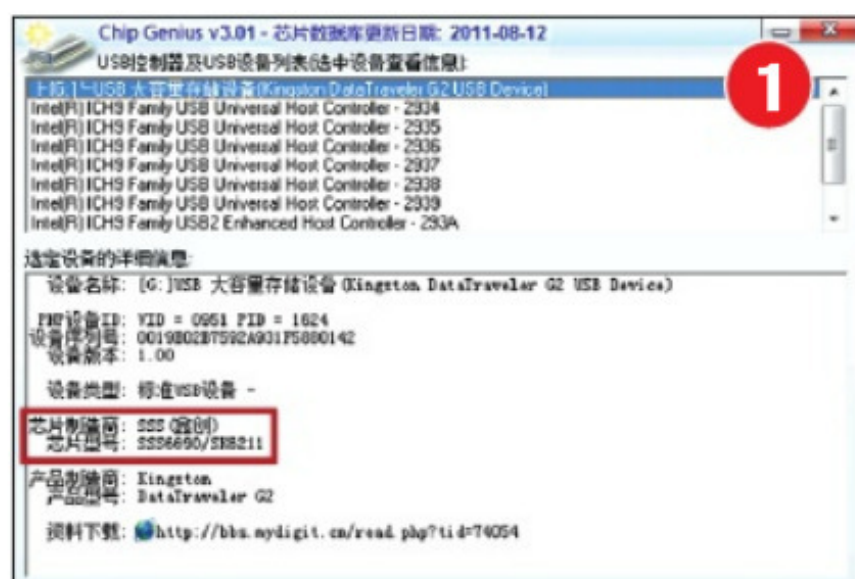 Chip Genius v3.01 - 芯片数据库更新日期: 2011-08-12
USB控制器及USB设备列表(选中设备查看信息):
1
[G:]USB 大容量存储设备(Kingston DataTraveler G2 USB Device)
Intel(R) ICH9 Family USB Universal Host Controller - 2934
Intel(R) ICH9 Family USB Universal Host Controller - 2935
Intel(R) ICH9 Family USB Universal Host Controller - 2936
Intel(R) ICH9 Family USB Universal Host Controller - 2937
Intel(R) ICH9 Family USB Universal Host Controller - 2938
Intel(R) ICH9 Family USB Universal Host Controller - 2939
Intel(R) ICH9 Family USB2 Enhanced Host Controller - 293A
选定设备的详细信息:
设备名称: [G:]USB 大容量存储设备(Kingston DataTraveler G2 USB Device)
PNP设备ID: VID = 0951 PID = 1624
设备序列号: 0019B02B7592A931F5880142
设备版本: 1.00
设备类型: 标准USB设备 -
芯片制造商: SSS(鑫创)
芯片型号: SSS6690/SK6211
产品制造商: Kingston
产品型号: DataTraveler G2
资料下载: http://bbs.mydigit.cn/read.php?tid=74054